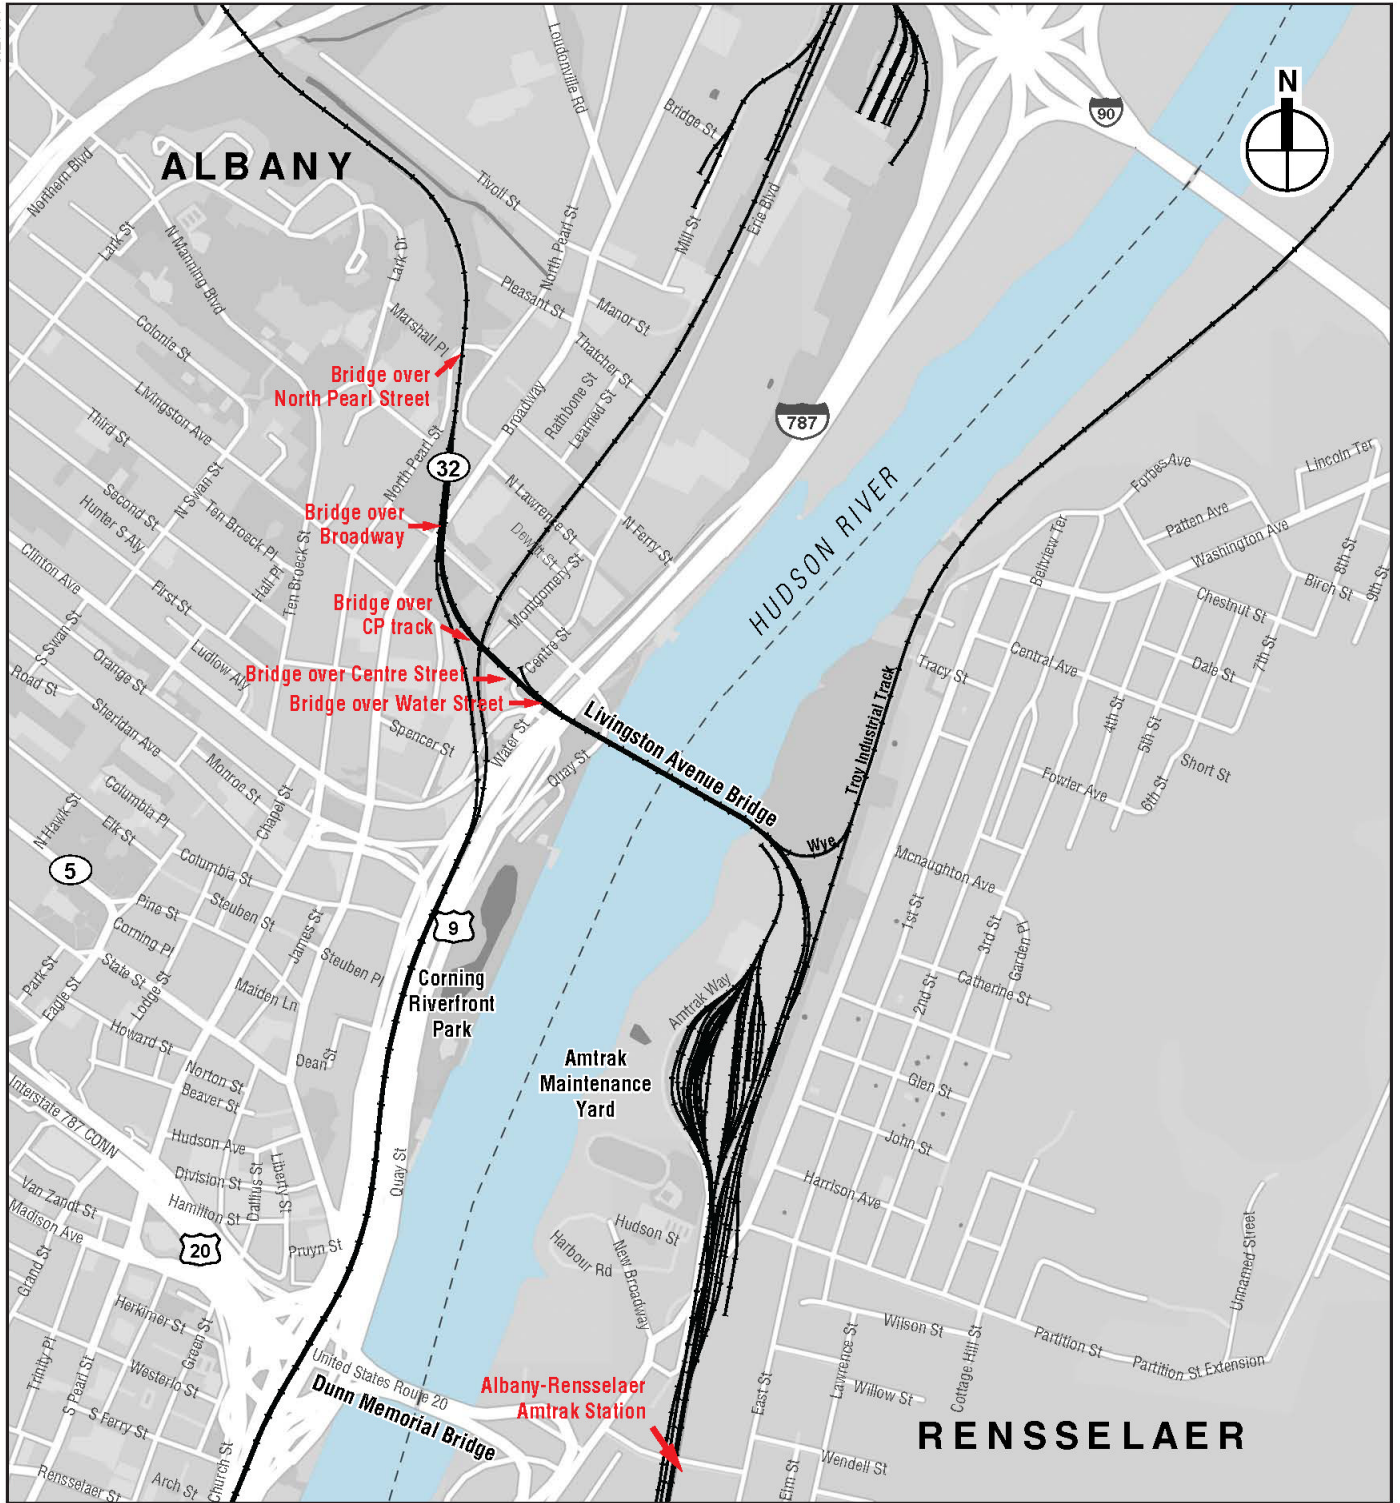 N
90
ALBANY
Loudonville Rd
Bridge St
Northern Blvd
Tivoli St
Erie Blvd
Mill St
North Pearl St
Lark St
N Manning Blvd
Lark Dr
Pleasant St
Manor St
Marshall Pl
Colonie St
Thatcher St
Bridge over
North Pearl Street
Rathbone St
Learned St
Broadway
787
Livingston Ave
Third St
North Pearl St
32
Forbes Ave
Lincoln Ter
HUDSON RIVER
N Swan St
Second St
Hunter S Aly
Ten Broeck Pl
Bridge over
Broadway
N Lawrence St
N Ferry St
Dewitt St
Patten Ave
Washington Ave
Bellview Ter
8th St
9th St
Birch St
Chestnut St
Clinton Ave
Hall Pl
Ten Broeck St
First St
Montgomery St
Bridge over
CP track
Centre St
S Swan St
Ludlow Aly
Orange St
Road St
Bridge over Centre Street
Bridge over Water Street
Tracy St
Central Ave
Dale St
7th St
Sheridan Ave
Spencer St
Water St
Livingston Avenue Bridge
Troy Industrial Track
4th St
5th St
Short St
Monroe St
Quay St
Fowler Ave
6th St
Columbia Pl
Chapel St
N Hawk St
Elk St
Wye
5
Columbia St
Mcnaughton Ave
Pine St
Steuben St
1st St
9
James St
3rd St
Garden Rd
Corning Pl
Steuben Pl
Corning
Riverfront
Park
Park St
State St
Lodge St
Maiden Ln
Eagle St
Amtrak Way
2nd St
Catherine St
Howard St
Dean St
Amtrak
Maintenance
Yard
Norton St
Beaver St
Glen St
Interstate 787 CONN
Hudson Ave
John St
Division St
Dallius St
Liberty St
Quay St
Van Zandt St
Hamilton St
Harrison Ave
Madison Ave
20
Pruyn St
Hudson St
Harbour Rd
New Broadway
Unnamed Street
Grand St
Herkimer St
Green St
Wilson St
Lawrence St
Cottage Hill St
Partition St
Partition St Extension
Trinity Pl
S Pearl St
Westerlo St
United States Route 20
Dunn Memorial Bridge
Albany-Rensselaer
Amtrak Station
East St
Willow St
S Ferry St
RENSSELAER
Rensselaer St
Arch St
Church St
Elm St
Wendell St